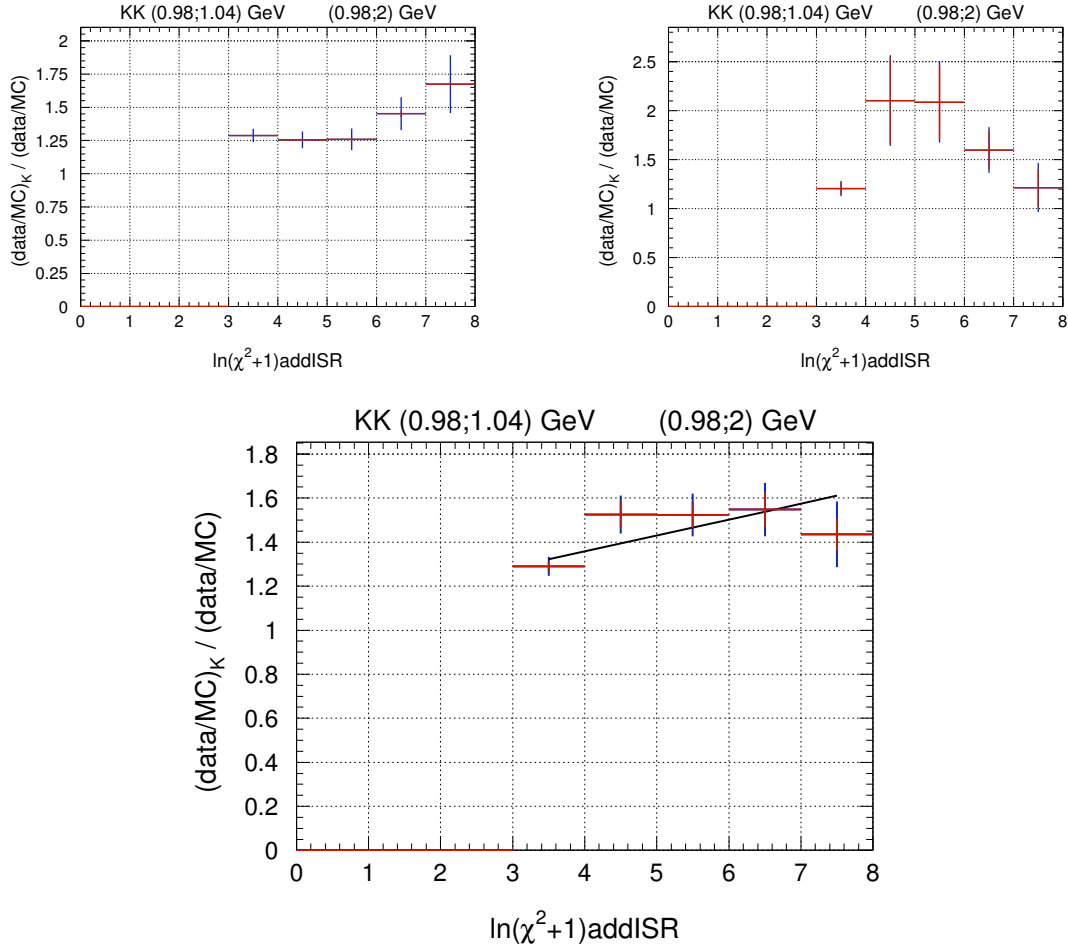 KK (0.98;1.04) GeV (0.98;2) GeV
(data/MC)K / (data/MC)
2
1.75
1.5
1.25
1
0.75
0.5
0.25
0
0 1 2 3 4 5 6 7 8
ln(χ²+1)addISR
KK (0.98;1.04) GeV (0.98;2) GeV
(data/MC)K / (data/MC)
2.5
2
1.5
1
0.5
0
0 1 2 3 4 5 6 7 8
ln(χ²+1)addISR
KK (0.98;1.04) GeV (0.98;2) GeV
(data/MC)K / (data/MC)
1.8
1.6
1.4
1.2
1
0.8
0.6
0.4
0.2
0
0 1 2 3 4 5 6 7 8
ln(χ²+1)addISR